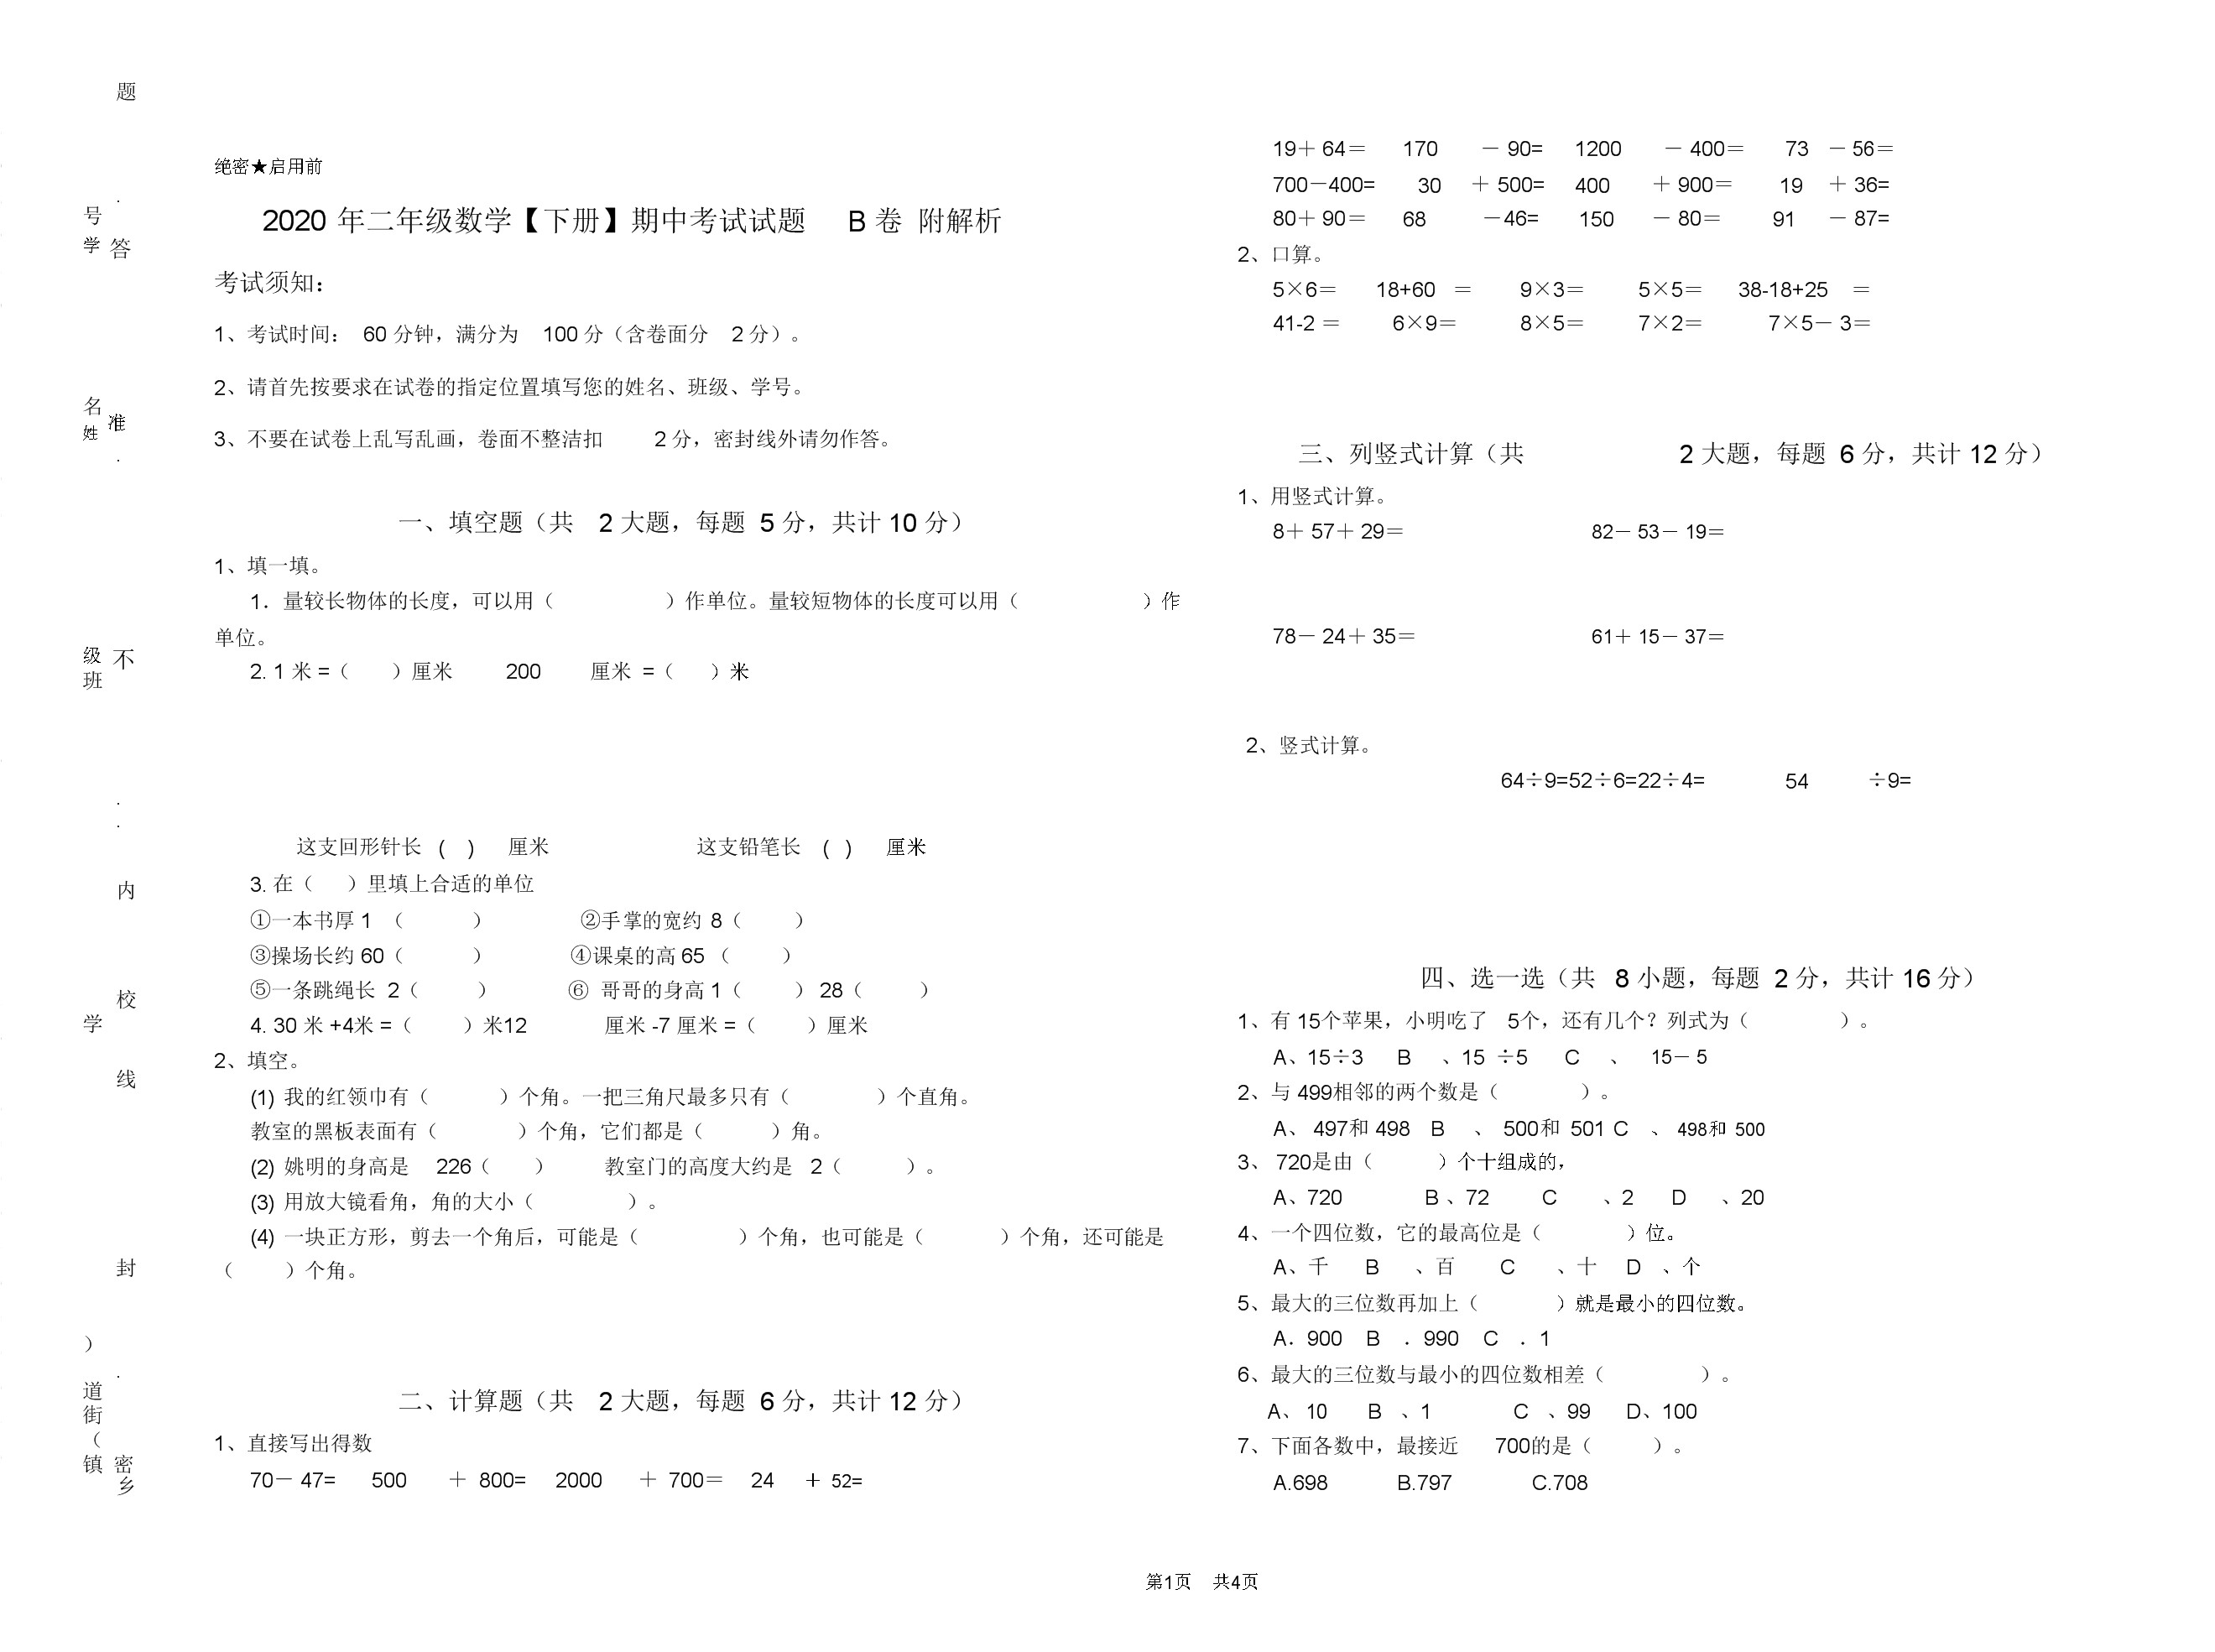 题
号
学
答
名
姓
准
级
班
不
内
校
学
线
封
）
道
街
（
镇
密
乡
绝密★启用前
2020 年二年级数学【下册】期中考试试题 B 卷 附解析
考试须知：
1、考试时间： 60 分钟，满分为 100 分（含卷面分 2 分）。
2、请首先按要求在试卷的指定位置填写您的姓名、班级、学号。
3、不要在试卷上乱写乱画，卷面不整洁扣 2 分，密封线外请勿作答。
一、填空题（共 2 大题，每题 5 分，共计 10 分）
1、填一填。
1．量较长物体的长度，可以用（ ）作单位。量较短物体的长度可以用（ ）作
单位。
2. 1 米 =（ ）厘米 200 厘米 =（ ）米
这支回形针长 ( ) 厘米 这支铅笔长 ( ) 厘米
3. 在（ ）里填上合适的单位
①一本书厚 1 （ ） ②手掌的宽约 8（ ）
③操场长约 60（ ） ④课桌的高 65 （ ）
⑤一条跳绳长 2（ ） ⑥ 哥哥的身高 1（ ） 28（ ）
4. 30 米 +4米 =（ ）米12 厘米 -7 厘米 =（ ）厘米
2、填空。
(1) 我的红领巾有（ ）个角。一把三角尺最多只有（ ）个直角。
教室的黑板表面有（ ）个角，它们都是（ ）角。
(2) 姚明的身高是 226（ ） 教室门的高度大约是 2（ ）。
(3) 用放大镜看角，角的大小（ ）。
(4) 一块正方形，剪去一个角后，可能是（ ）个角，也可能是（ ）个角，还可能是
（ ）个角。
二、计算题（共 2 大题，每题 6 分，共计 12 分）
1、直接写出得数
70－ 47= 500 ＋ 800= 2000 ＋ 700＝ 24 ＋ 52=
19＋ 64＝ 170 － 90= 1200 － 400＝ 73 － 56＝
700－400= 30 ＋ 500= 400 ＋ 900＝ 19 ＋ 36=
80＋ 90＝ 68 －46= 150 － 80＝ 91 － 87=
2、口算。
5×6＝ 18+60 ＝ 9×3＝ 5×5＝ 38-18+25 ＝
41-2 ＝ 6×9＝ 8×5＝ 7×2＝ 7×5－ 3＝
三、列竖式计算（共 2 大题，每题 6 分，共计 12 分）
1、用竖式计算。
8＋ 57＋ 29＝ 82－ 53－ 19＝
78－ 24＋ 35＝ 61＋ 15－ 37＝
2、竖式计算。
64÷9=52÷6=22÷4= 54 ÷9=
四、选一选（共 8 小题，每题 2 分，共计 16 分）
1、有 15个苹果，小明吃了 5个，还有几个？列式为（ ）。
A、15÷3 B 、15 ÷5 C 、 15－ 5
2、与 499相邻的两个数是（ ）。
A、 497和 498 B 、 500和 501 C 、 498和 500
3、 720是由（ ）个十组成的，
A、720 B 、72 C 、2 D 、20
4、一个四位数，它的最高位是（ ）位。
A、千 B 、百 C 、十 D 、个
5、最大的三位数再加上（ ）就是最小的四位数。
A．900 B ．990 C ．1
6、最大的三位数与最小的四位数相差（ ）。
A、 10 B 、1 C 、99 D、100
7、下面各数中，最接近 700的是（ ）。
A.698 B.797 C.708
第1页 共4页